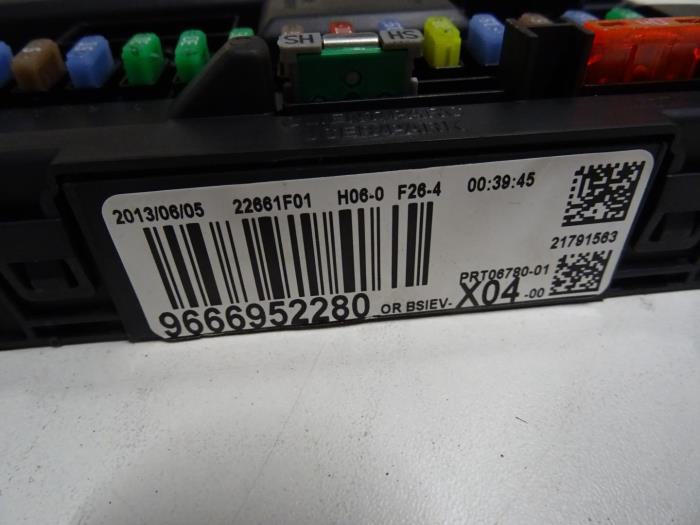 SH HS
2013/06/05 22661F01 H06-0 F26-4 00:39:45
21791563
PRT06780-01
9666952280 OR BSIEV- X04 -00